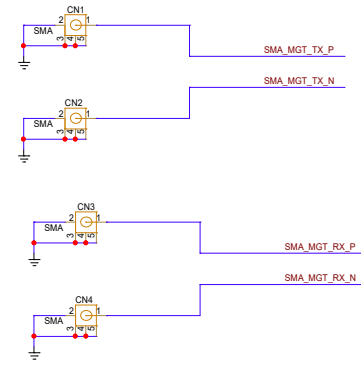 CN1
2 1
SMA
3 4 5
SMA_MGT_TX_P
SMA_MGT_TX_N
CN2
2 1
SMA
3 4 5
CN3
2 1
SMA
3 4 5
SMA_MGT_RX_P
SMA_MGT_RX_N
CN4
2 1
SMA
3 4 5